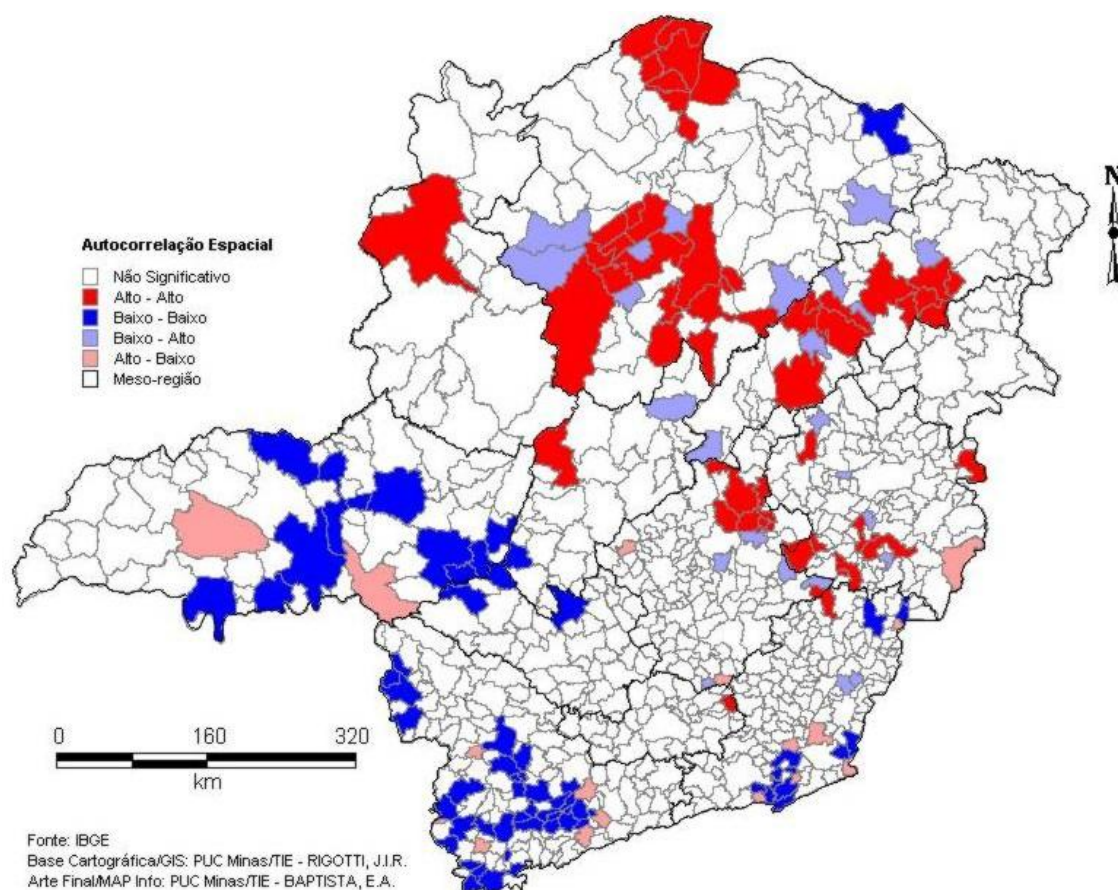 N
Autocorrelação Espacial
Não Significativo
Alto - Alto
Baixo - Baixo
Baixo - Alto
Alto - Baixo
Meso-região
0 160 320
km
Fonte: IBGE
Base Cartográfica/GIS: PUC Minas/TIE - RIGOTTI, J.I.R.
Arte Final/MAP Info: PUC Minas/TIE - BAPTISTA, E.A.